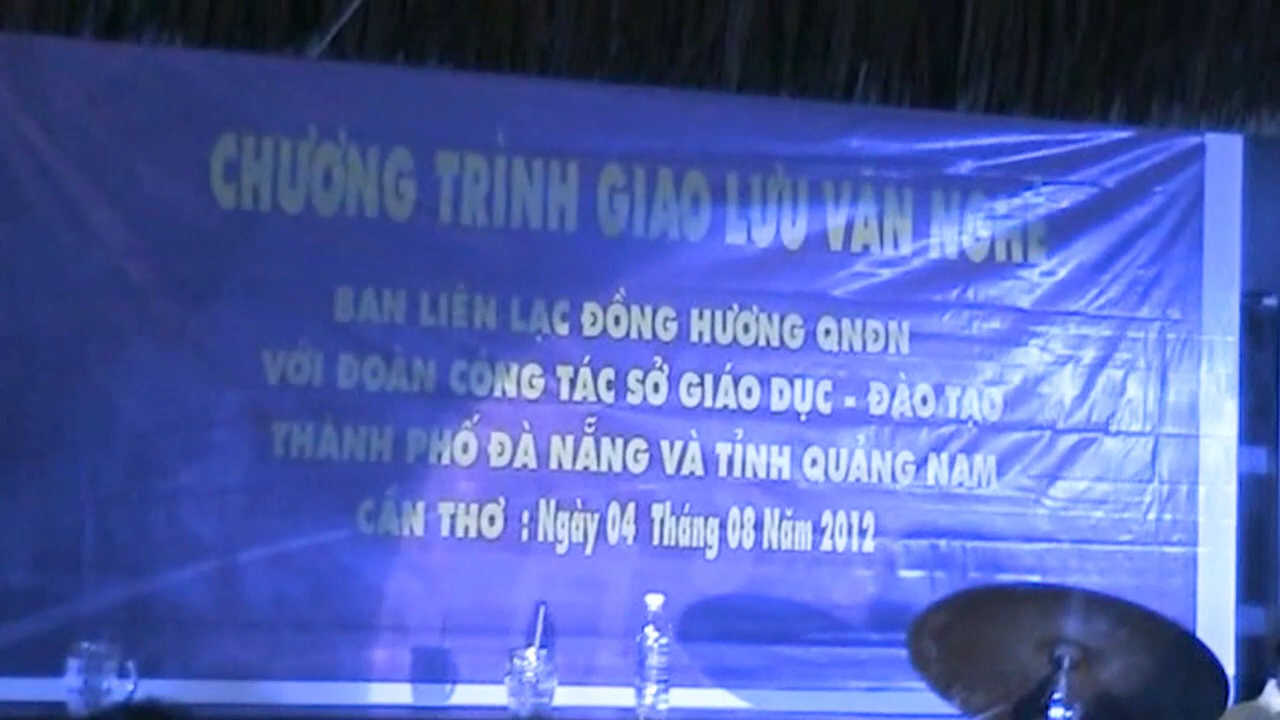 CHƯƠNG TRÌNH GIAO LƯU VĂN NGHỆ
BAN LIÊN LẠC ĐỒNG HƯƠNG QNĐN
VỚI ĐOÀN CÔNG TÁC SỞ GIÁO DỤC - ĐÀO TẠO
THÀNH PHỐ ĐÀ NẴNG VÀ TỈNH QUẢNG NAM
CẦN THƠ : Ngày 04 Tháng 08 Năm 2012